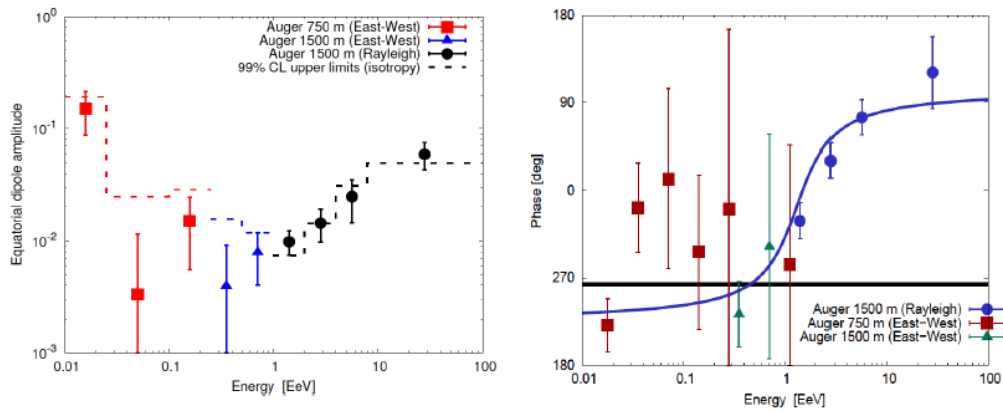 Auger 750 m (East-West)
Auger 1500 m (East-West)
Auger 1500 m (Rayleigh)
99% CL upper limits (isotropy)
Equatorial dipole amplitude
10^-1
10^-2
10^-3
0.01 0.1 1 10 100
Energy [EeV]
180
90
0
270
180
Phase [deg]
Auger 1500 m (Rayleigh)
Auger 750 m (East-West)
Auger 1500 m (East-West)
0.01 0.1 1 10 100
Energy [EeV]